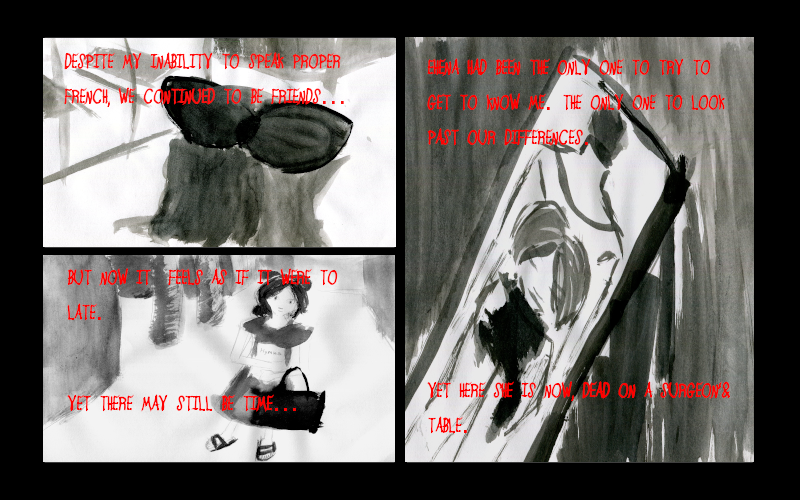 DESPITE MY INABILITY TO SPEAK PROPER
FRENCH, WE CONTINUED TO BE FRIENDS...
BUT NOW IT FEELS AS IF IT WERE TO
LATE.
YET THERE MAY STILL BE TIME...
EMMA HAD BEEN THE ONLY ONE TO TRY TO
GET TO KNOW ME. THE ONLY ONE TO LOOK
PAST OUR DIFFERENCES.
YET HERE SHE IS NOW, DEAD ON A SURGEON'S
TABLE.